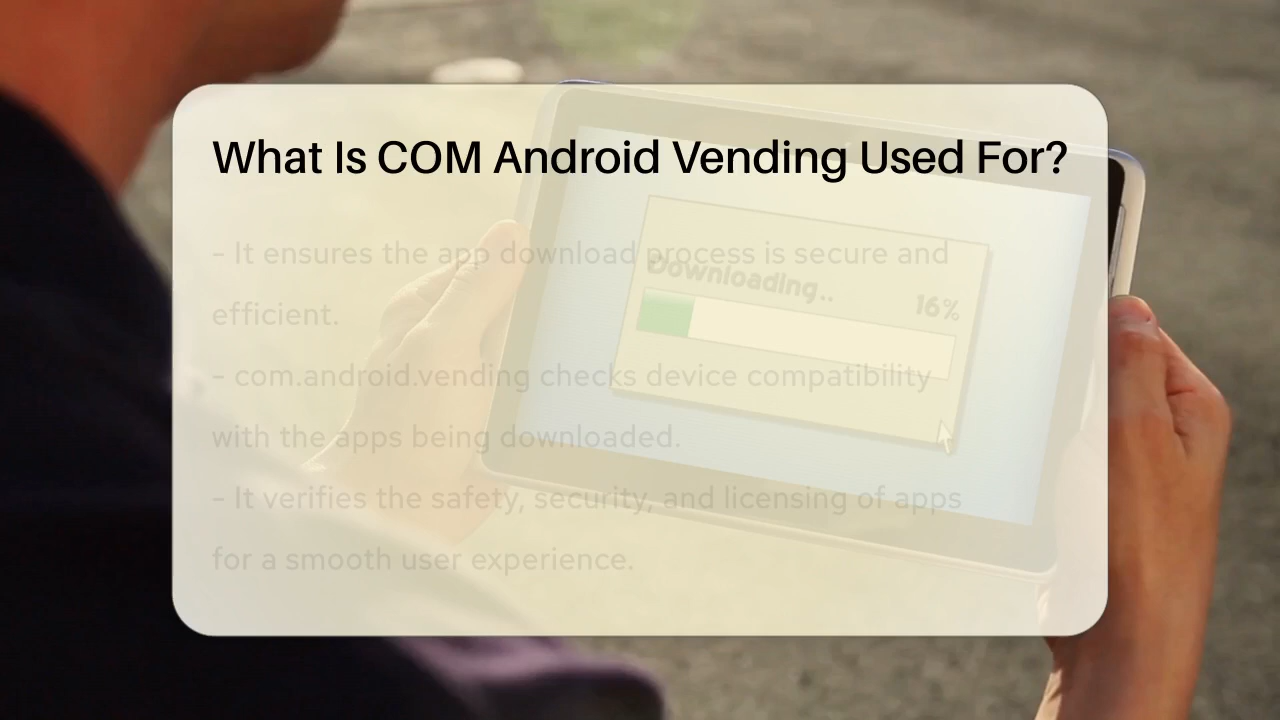 What Is COM Android Vending Used For?
– It ensures the app download process is secure and
efficient.
– com.android.vending checks device compatibility
with the apps being downloaded.
– It verifies the safety, security, and licensing of apps
for a smooth user experience.
Downloading..
16%